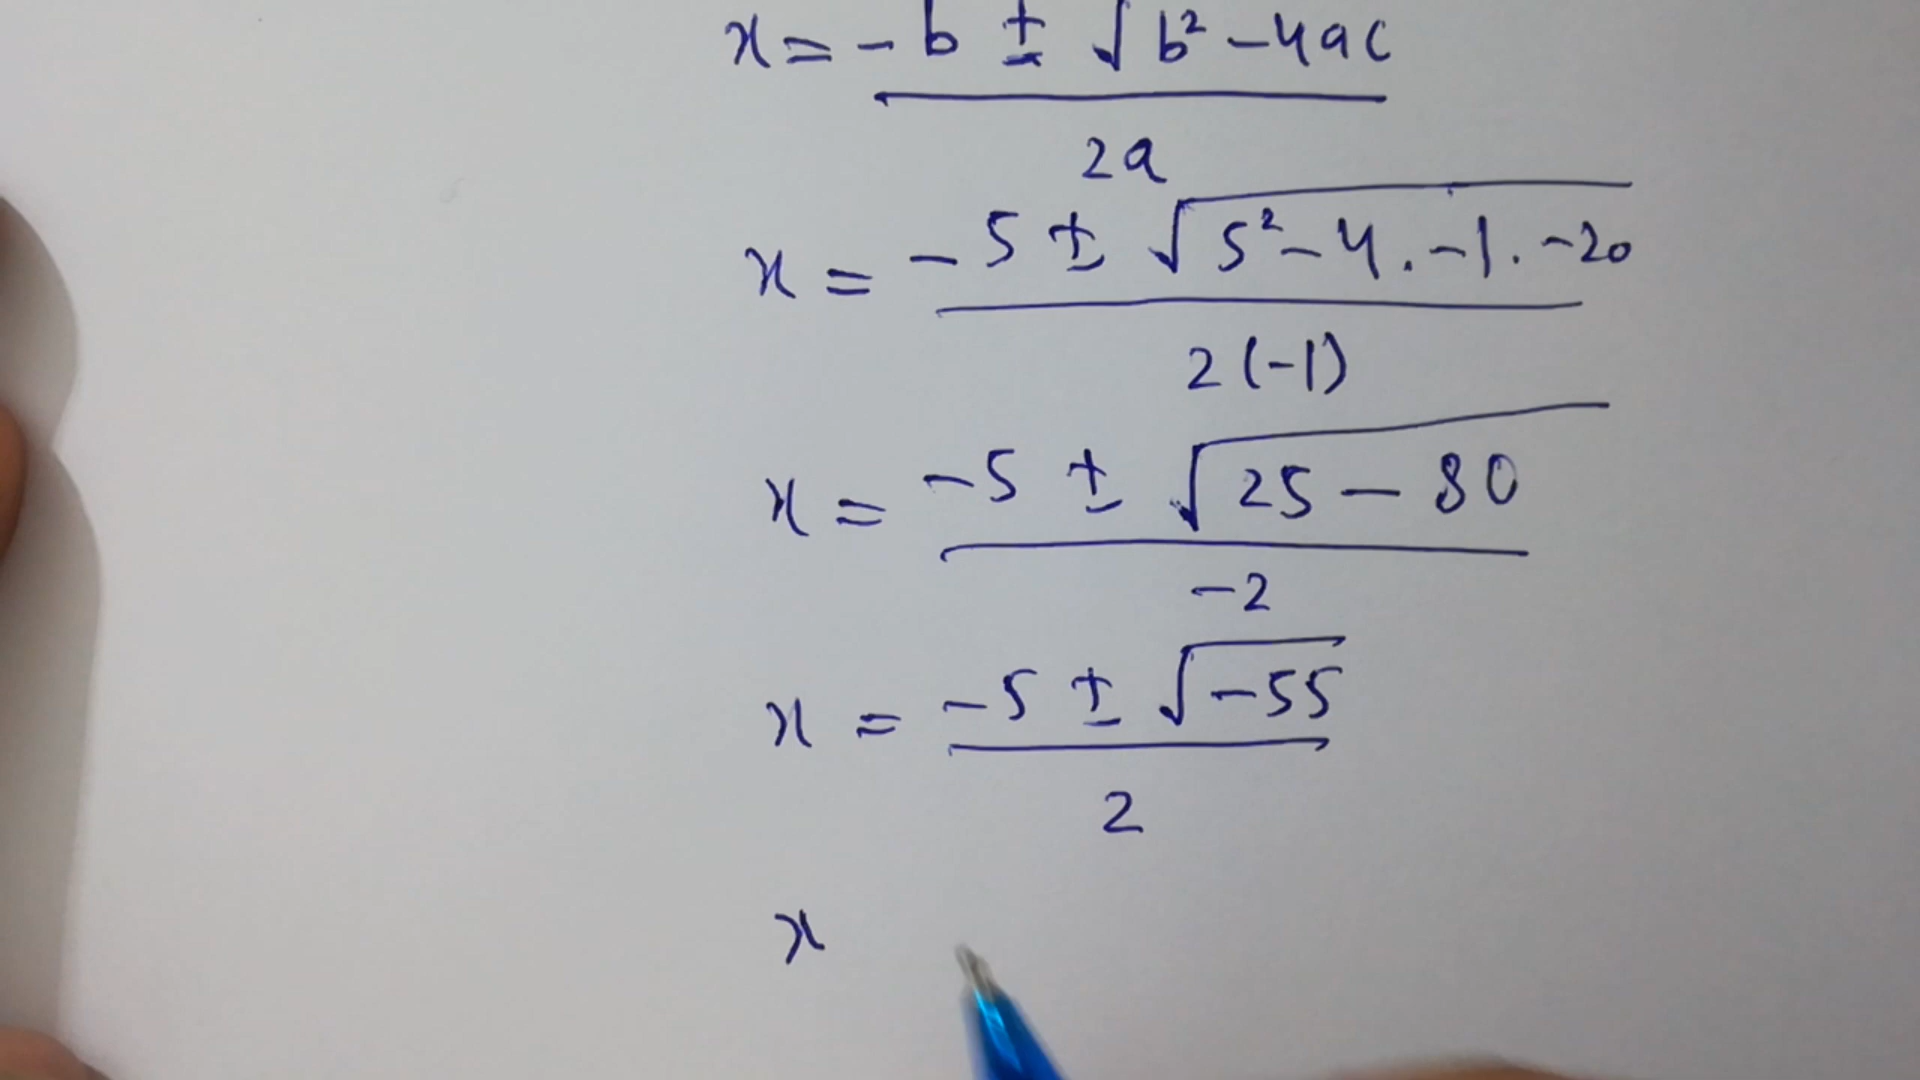 x = -b ± √b² - 4ac
2a
x = -5 ± √5² - 4 . -1 . -20
2(-1)
x = -5 ± √25 - 80
-2
x = -5 ± √-55
2
x